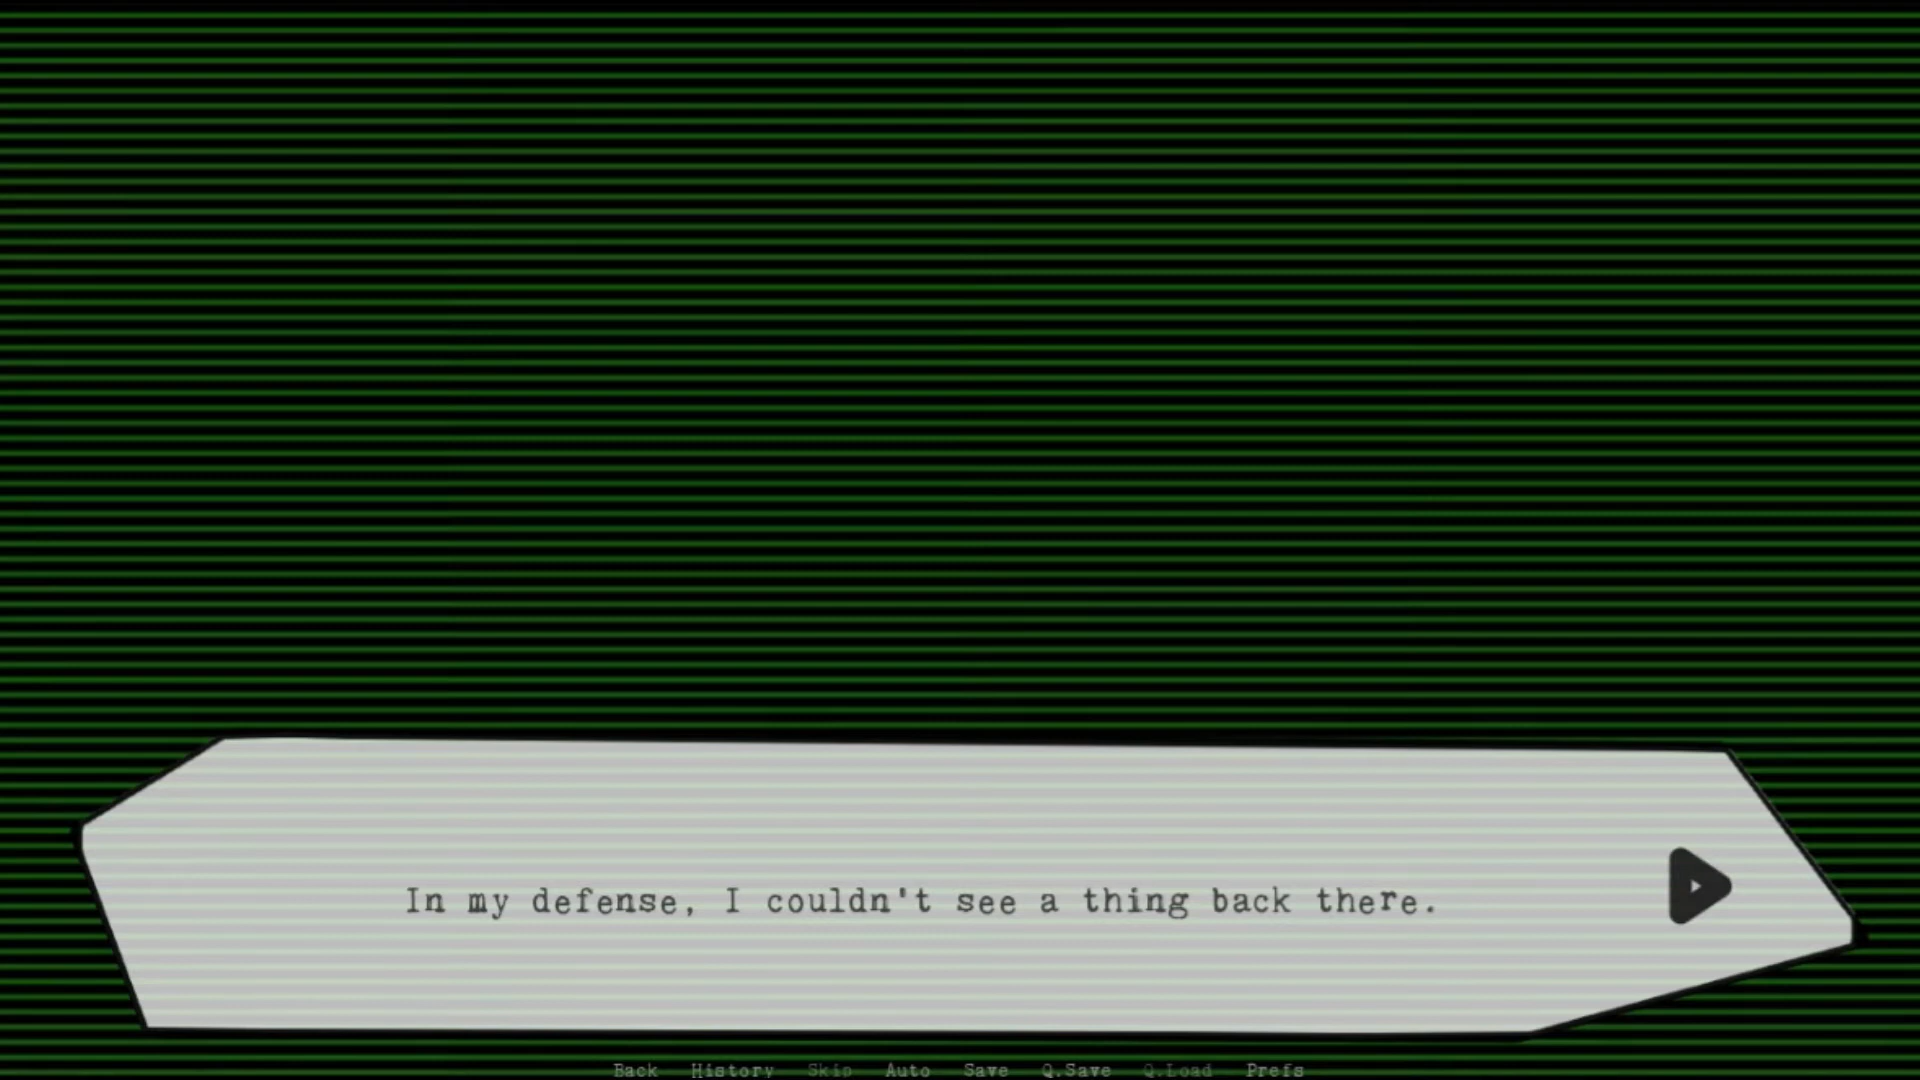 In my defense, I couldn't see a thing back there.
Back History Skip Auto Save Q.Save Q.Load Prefs